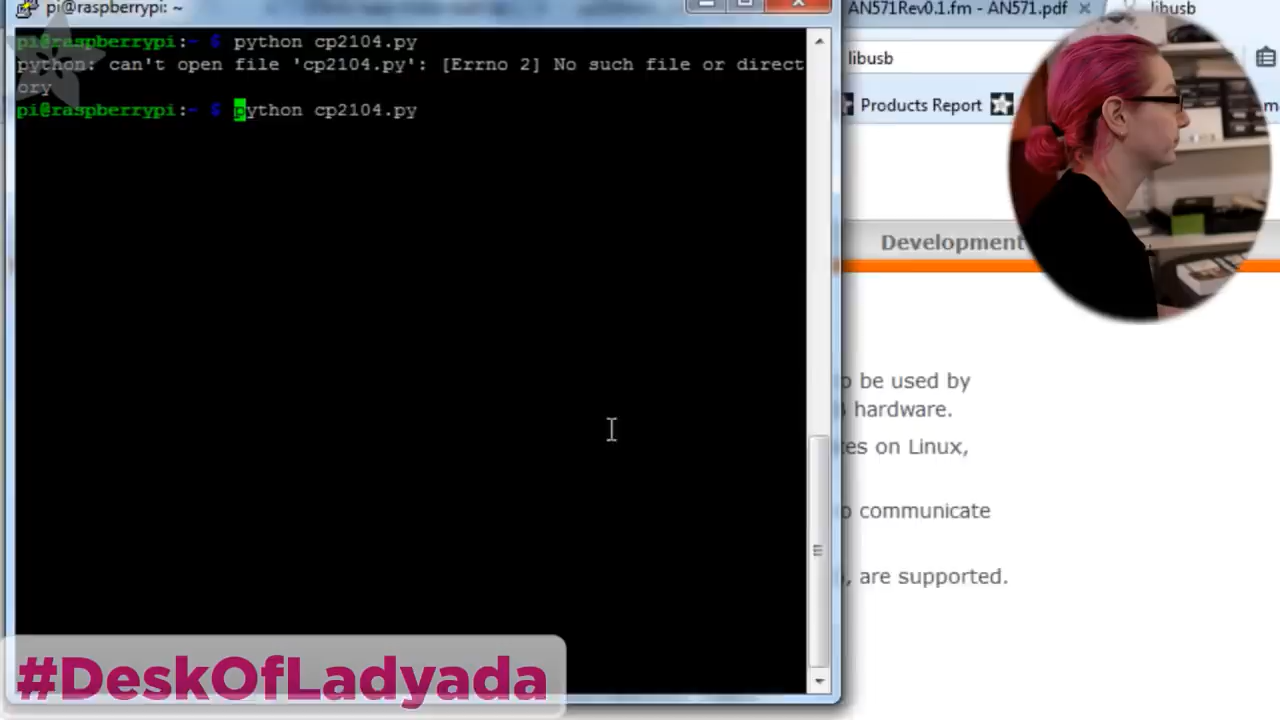 pi@raspberrypi: ~
AN571Rev0.1.fm - AN571.pdf
libusb
pi@raspberrypi:~ $ python cp2104.py
python: can't open file 'cp2104.py': [Errno 2] No such file or direct
ory
pi@raspberrypi:~ $ python cp2104.py
libusb
Products Report
Development
o be used by
hardware.
es on Linux,
o communicate
, are supported.
#DeskOfLadyada